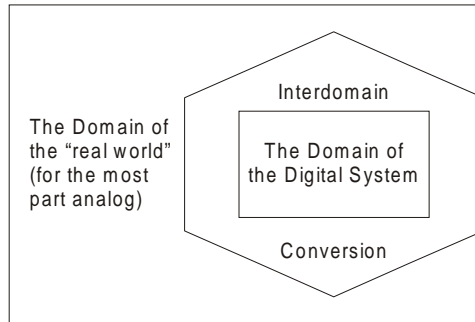 Interdomain
The Domain of
the “real world”
(for the most
part analog)
The Domain of
the Digital System
Conversion